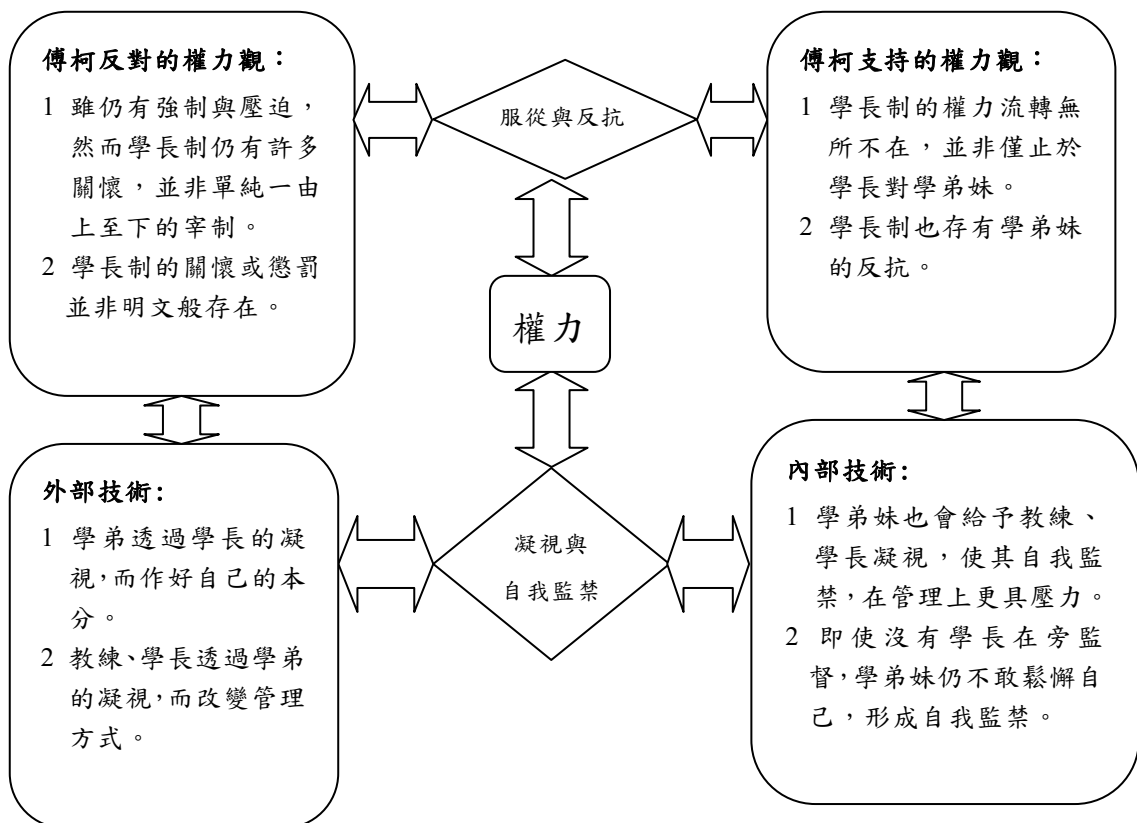 傅柯反對的權力觀：
1 雖仍有強制與壓迫，
然而學長制仍有許多
關懷，並非單純一由
上至下的宰制。
2 學長制的關懷或懲罰
並非明文般存在。
服從與反抗
傅柯支持的權力觀：
1 學長制的權力流轉無
所不在，並非僅止於
學長對學弟妹。
2 學長制也存有學弟妹
的反抗。
權力
外部技術:
1 學弟透過學長的凝
視,而作好自己的本
分。
2 教練、學長透過學弟
的凝視,而改變管理
方式。
凝視與
自我監禁
內部技術:
1 學弟妹也會給予教練、
學長凝視，使其自我監
禁,在管理上更具壓力。
2 即使沒有學長在旁監
督,學弟妹仍不敢鬆懈自
己，形成自我監禁。